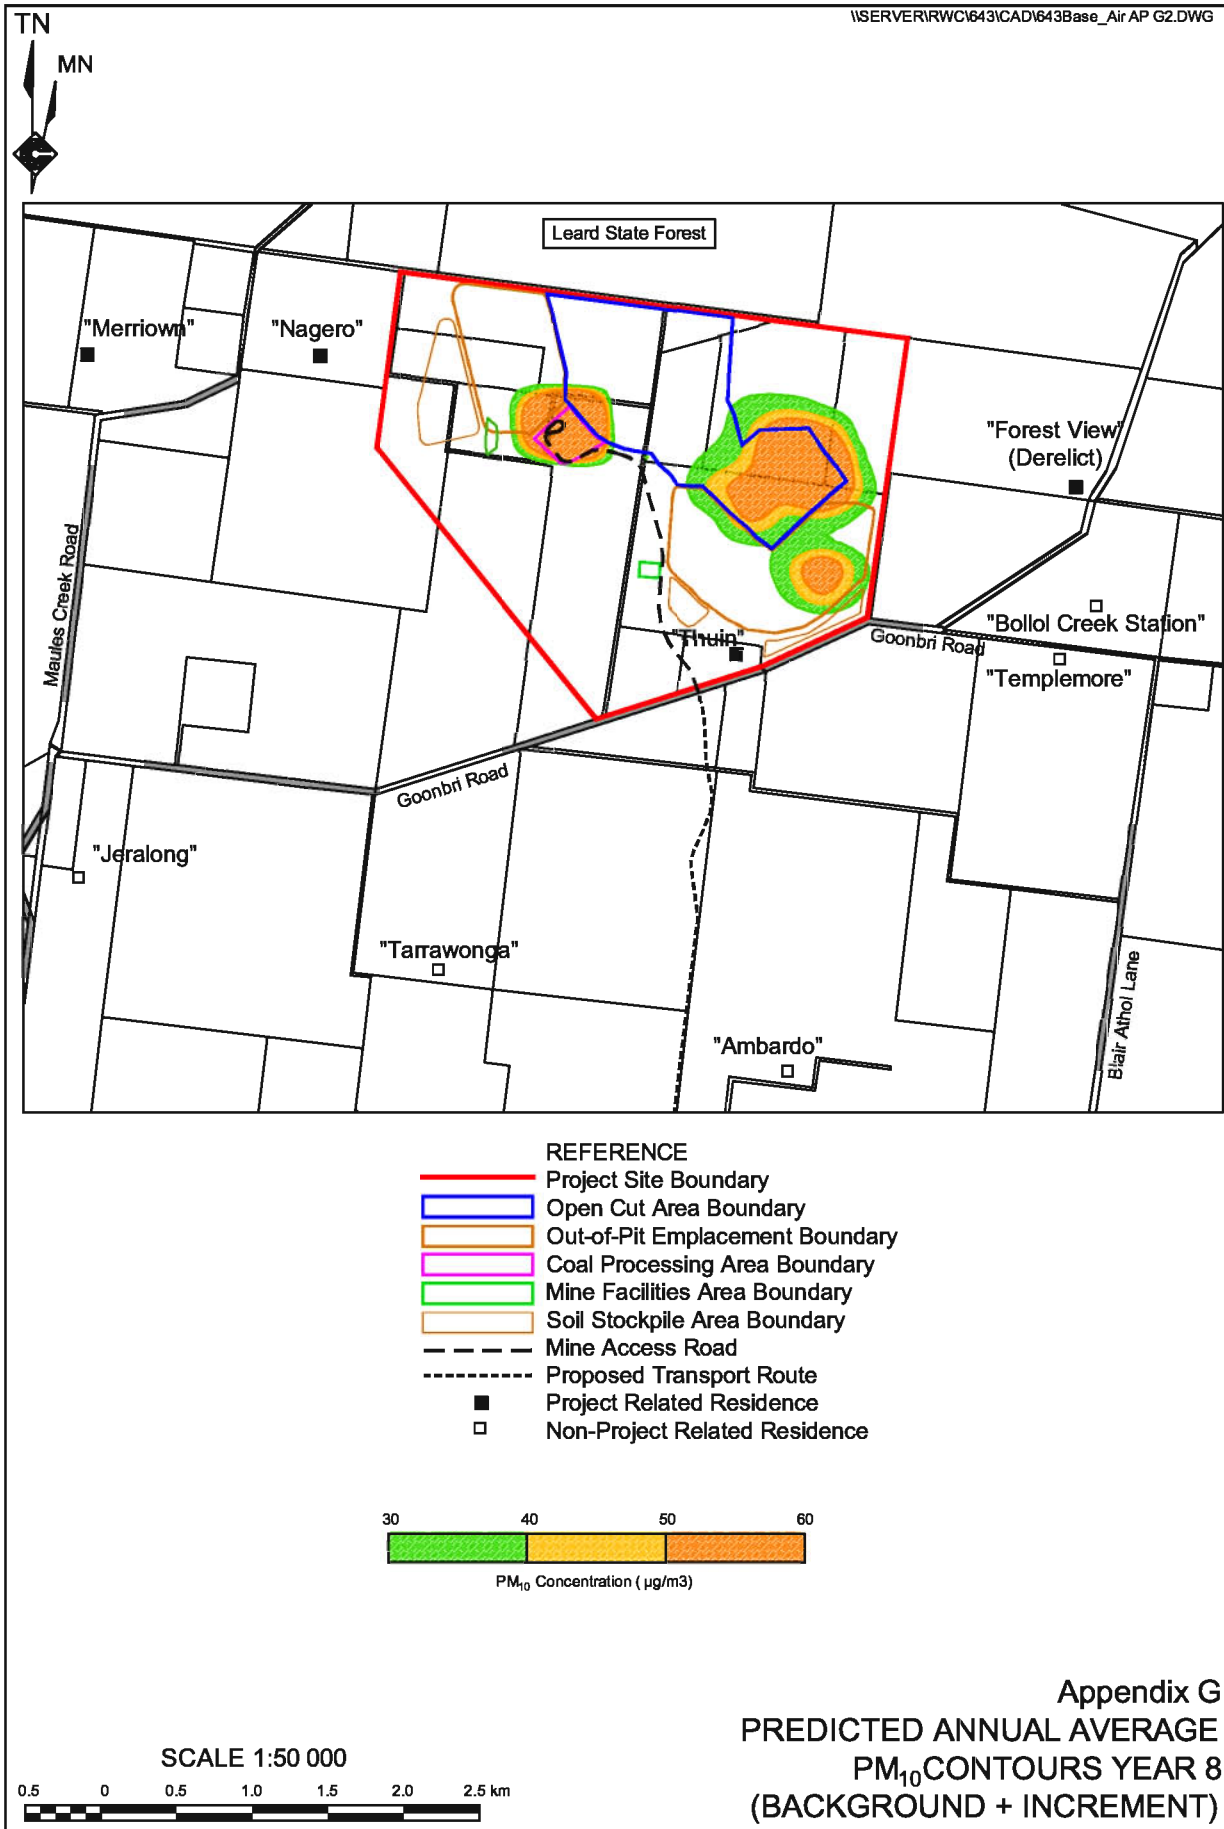 \\SERVER\RWC\643\CAD\643Base_Air AP G2.DWG
TN
MN
Leard State Forest
"Merriown"
"Nagero"
"Forest View"
(Derelict)
Maules Creek Road
"Bollol Creek Station"
"Thuin"
Goonbri Road
"Templemore"
Goonbri Road
"Jeralong"
"Tarrawonga"
"Ambardo"
Blair Athol Lane
REFERENCE
Project Site Boundary
Open Cut Area Boundary
Out-of-Pit Emplacement Boundary
Coal Processing Area Boundary
Mine Facilities Area Boundary
Soil Stockpile Area Boundary
Mine Access Road
Proposed Transport Route
Project Related Residence
Non-Project Related Residence
30 40 50 60
PM10 Concentration ( µg/m3)
Appendix G
PREDICTED ANNUAL AVERAGE
PM10CONTOURS YEAR 8
(BACKGROUND + INCREMENT)
SCALE 1:50 000
0.5 0 0.5 1.0 1.5 2.0 2.5 km